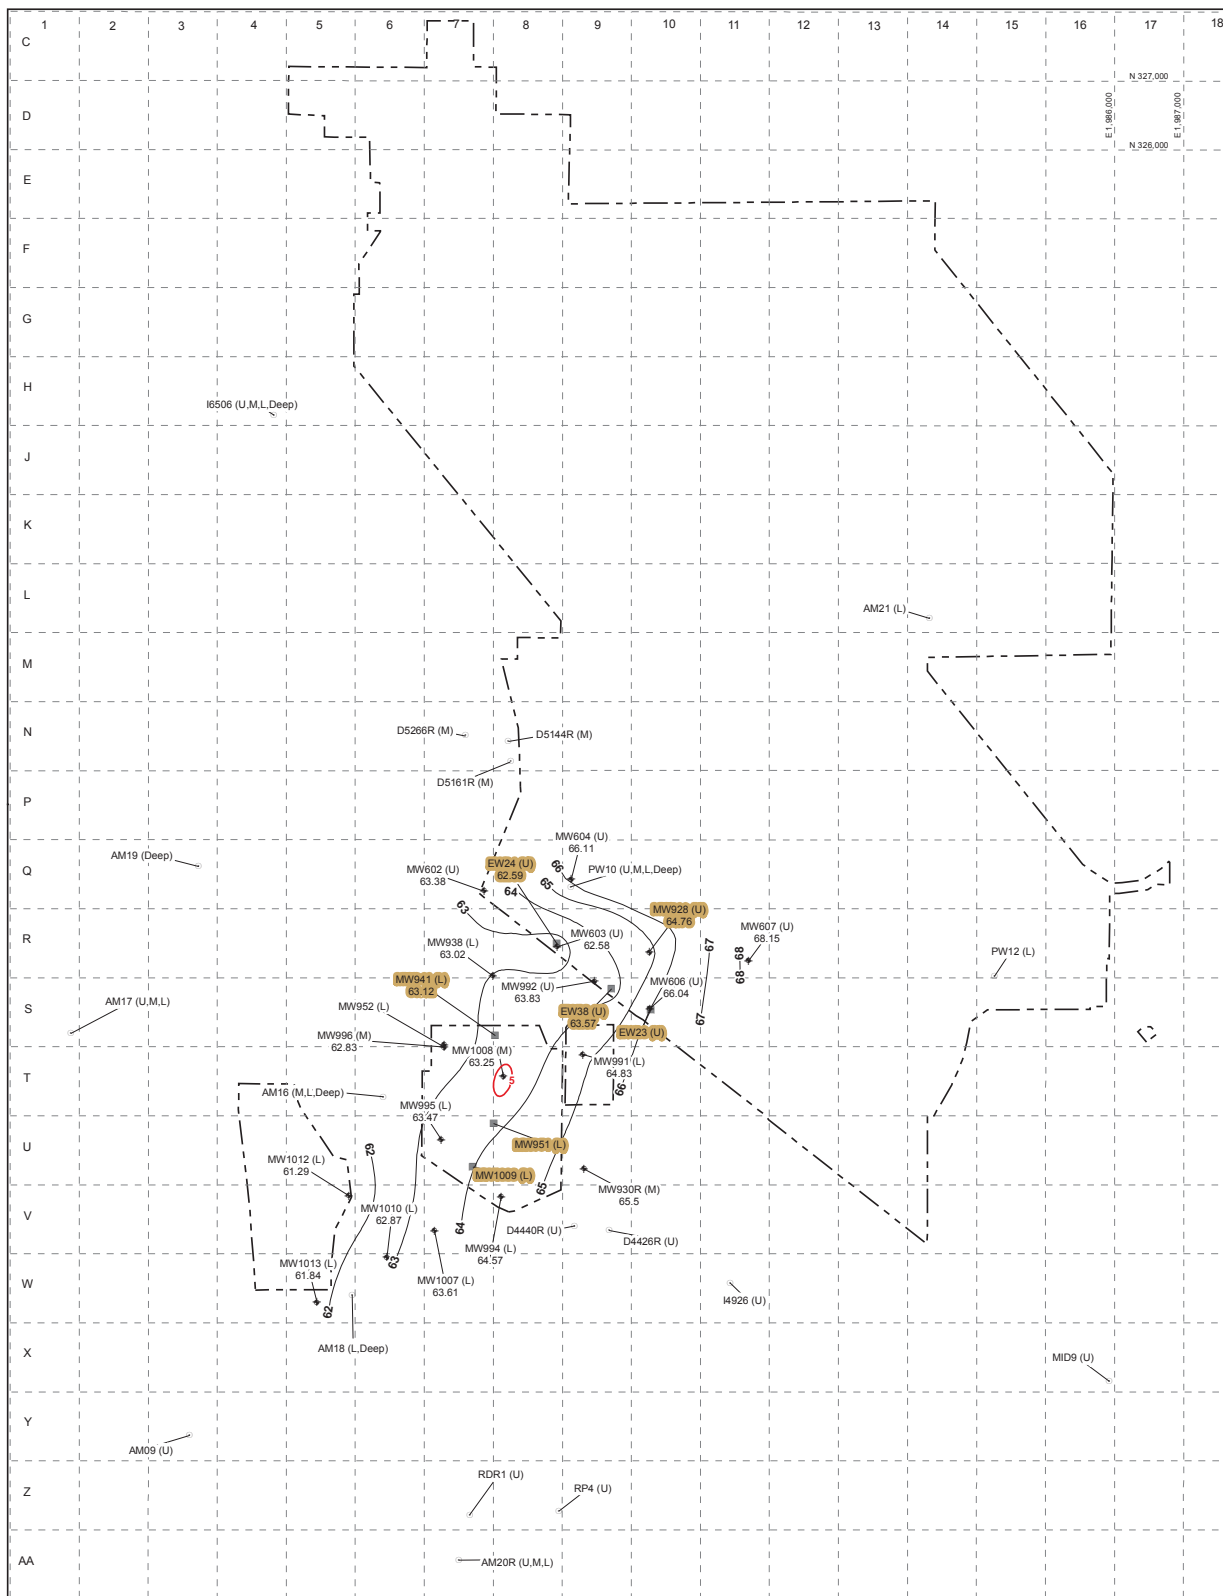 1 2 3 4 5 6 7 8 9 10 11 12 13 14 15 16 17 18
C
N 327,000
D
E 1,986,000
E 1,987,000
N 326,000
E
F
G
H
I6506 (U,M,L,Deep)
J
K
L
AM21 (L)
M
N
D5266R (M)
D5144R (M)
D5161R (M)
P
MW604 (U)
66.11
Q
AM19 (Deep)
MW602 (U)
63.38
EW24 (U)
62.59
66
PW10 (U,M,L,Deep)
65
64
63
MW928 (U)
64.76
R
MW938 (L)
63.02
MW603 (U)
62.58
67
68
68
MW607 (U)
68.15
PW12 (L)
MW941 (L)
63.12
MW992 (U)
63.83
MW606 (U)
66.04
S
AM17 (U,M,L)
MW952 (L)
EW38 (U)
63.57
67
MW996 (M)
62.83
EW23 (U)
MW1008 (M)
63.25
MW991 (L)
64.83
T
5
66
AM16 (M,L,Deep)
MW995 (L)
63.47
U
62
MW951 (L)
MW1012 (L)
61.29
MW1009 (L)
65
MW930R (M)
65.5
MW1010 (L)
62.87
V
64
D4440R (U)
D4426R (U)
MW994 (L)
64.57
63
MW1013 (L)
61.84
MW1007 (L)
63.61
W
62
I4926 (U)
AM18 (L,Deep)
X
MID9 (U)
Y
AM09 (U)
RDR1 (U)
Z
RP4 (U)
AA
AM20R (U,M,L)